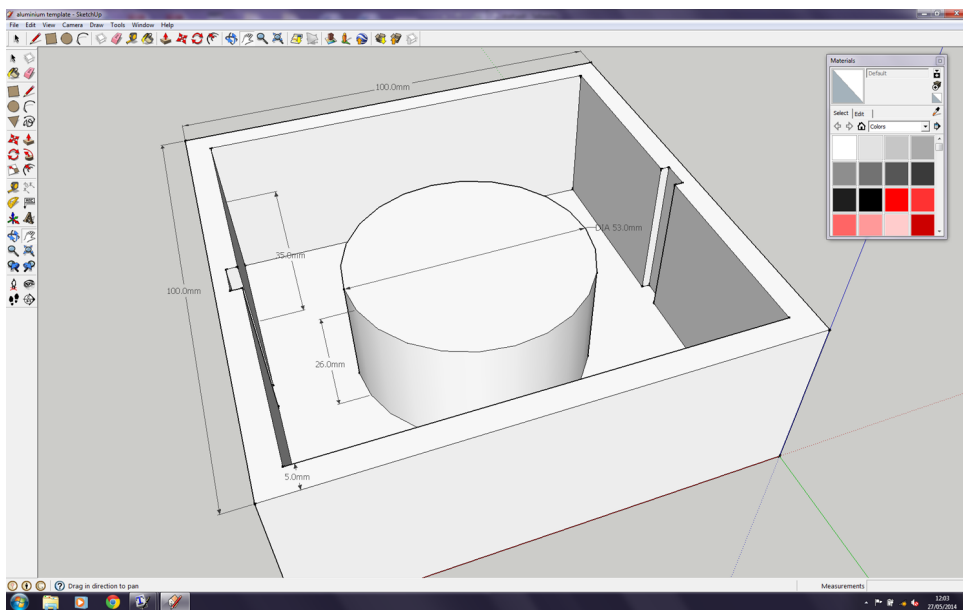 aluminium template - SketchUp
File Edit View Camera Draw Tools Window Help
Materials
Default
Select Edit
Colors
100.0mm
35.0mm
DIA 53.0mm
100.0mm
26.0mm
5.0mm
Drag in direction to pan
Measurements
12:03
27/05/2014